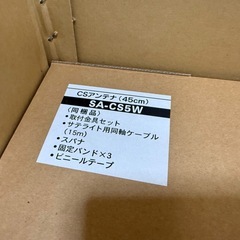 CSアンテナ(45cm)
SA-CS5W
(同梱品)
・取付金具セット
・サテライト用同軸ケーブル
(15m)
・スパナ
・固定バンド×3
・ビニールテープ